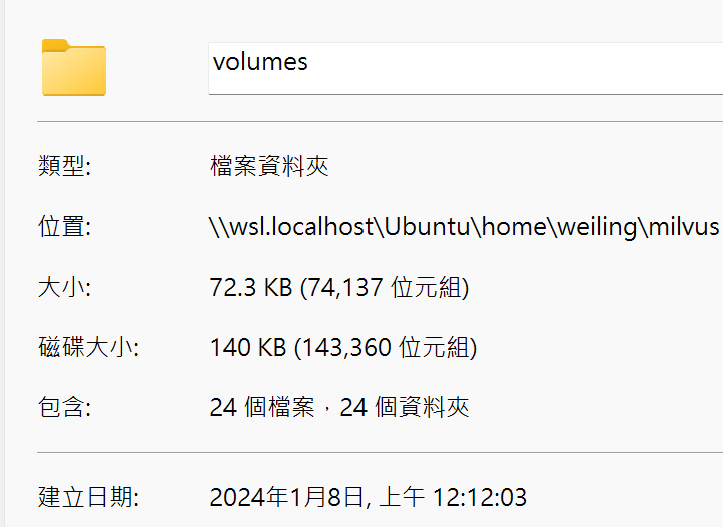 volumes
類型: 檔案資料夾
位置: \\wsl.localhost\Ubuntu\home\weiling\milvus
大小: 72.3 KB (74,137 位元組)
磁碟大小: 140 KB (143,360 位元組)
包含: 24 個檔案，24 個資料夾
建立日期: 2024年1月8日, 上午 12:12:03